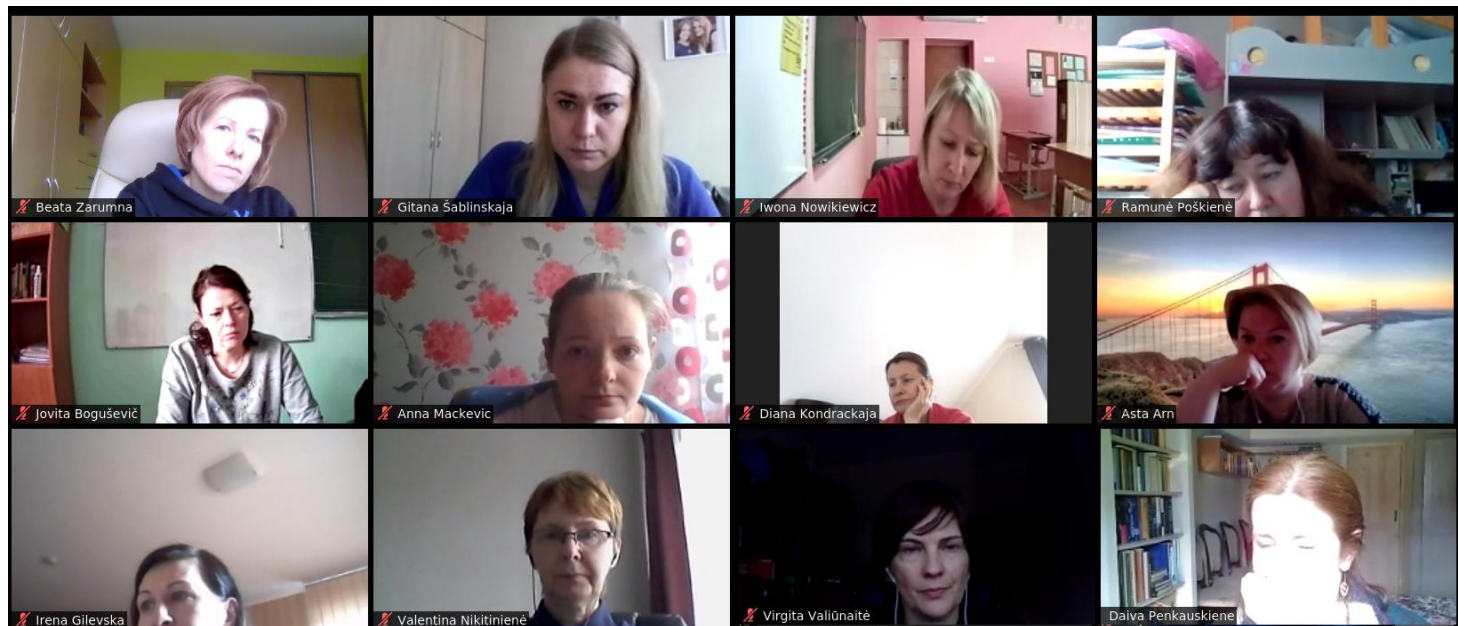 Beata Zarumna
Gitana Šablinskaja
Iwona Nowikiewicz
Ramunė Poškienė
Jovita Boguševič
Anna Mackevic
Diana Kondrackaja
Asta Arn
Irena Gilevska
Valentina Nikitinienė
Virgita Valiūnaitė
Daiva Penkauskiene